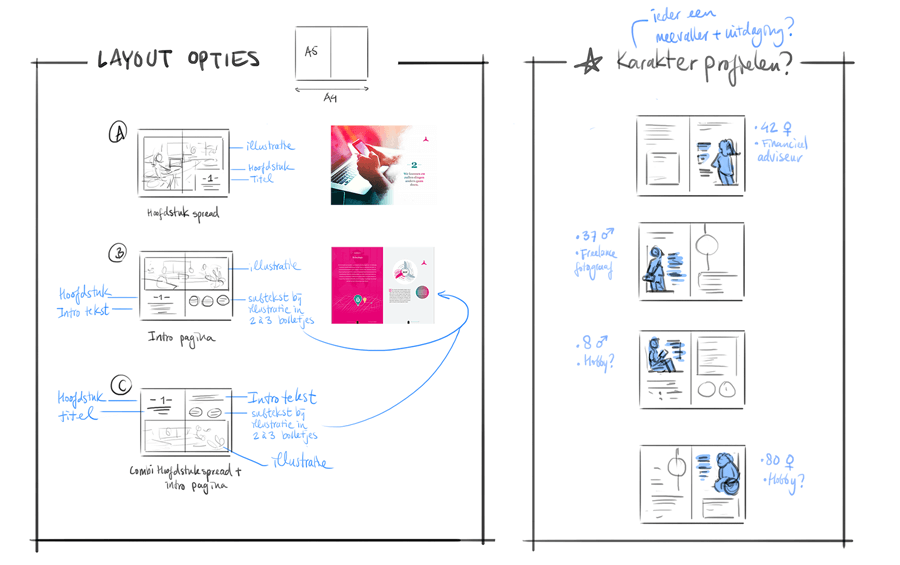 LAYOUT OPTIES
A5
A4
A
illustratie
Hoofdstuk
Titel
-1-
Hoofdstuk spread
2
B
illustratie
Hoofdstuk
Intro tekst
-1-
subtekst bij
illustratie in
2 à 3 bolletjes
Intro pagina
C
Hoofdstuk
titel
-1-
Intro tekst
subtekst bij
illustratie in
2 à 3 bolletjes
illustratie
Combi Hoofdstuk spread +
intro pagina
ieder een
meevaller + uitdaging?
Karakter profielen?
• 42 ♀
• Financieel
adviseur
• 37 ♂
• Freelance
fotograaf
• 8 ♂
• Hobby?
• 80 ♀
• Hobby?